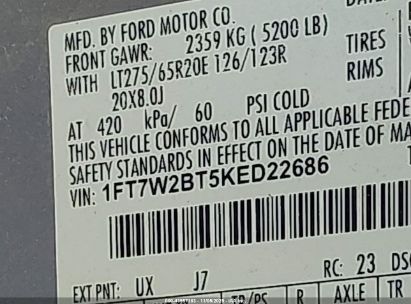 MFD. BY FORD MOTOR CO.
FRONT GAWR: 2359 KG ( 5200 LB)
WITH LT275/65R20E 126/123R TIRES
20X8.0J RIMS
AT 420 kPa/ 60 PSI COLD
THIS VEHICLE CONFORMS TO ALL APPLICABLE FEDE
SAFETY STANDARDS IN EFFECT ON THE DATE OF MA
VIN: 1FT7W2BT5KED22686
EXT PNT: UX J7 RC: 23 DSO
R AXLE TR